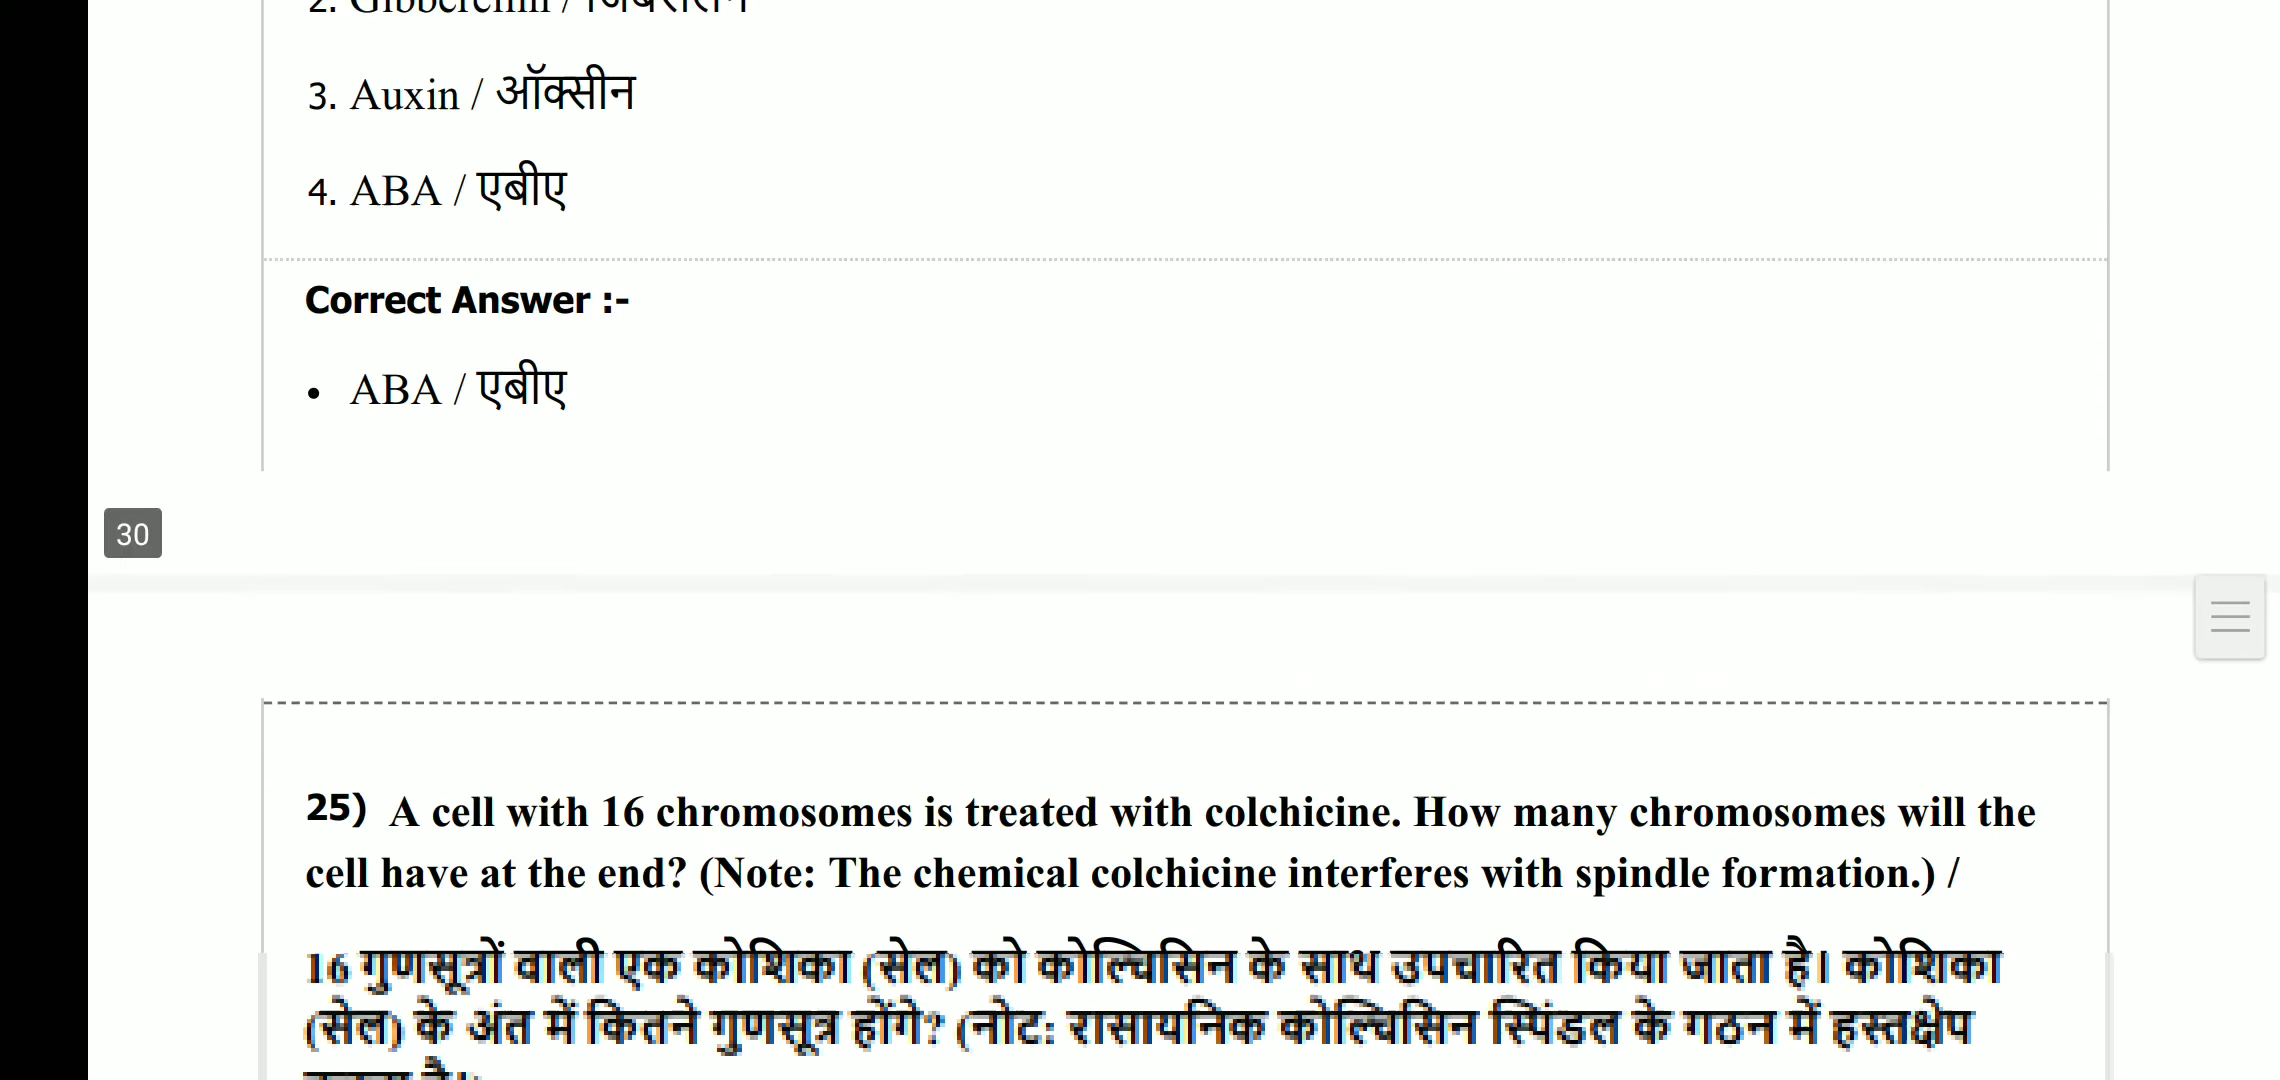 3. Auxin / ऑक्सीन
4. ABA / एबीए
Correct Answer :-
• ABA / एबीए
30
25) A cell with 16 chromosomes is treated with colchicine. How many chromosomes will the
cell have at the end? (Note: The chemical colchicine interferes with spindle formation.) /
16 गुणसूत्रों वाली एक कोशिका (सेल) को कोल्चिसिन के साथ उपचारित किया जाता है। कोशिका
(सेल) के अंत में कितने गुणसूत्र होंगे? (नोट: रासायनिक कोल्चिसिन स्पिंडल के गठन में हस्तक्षेप